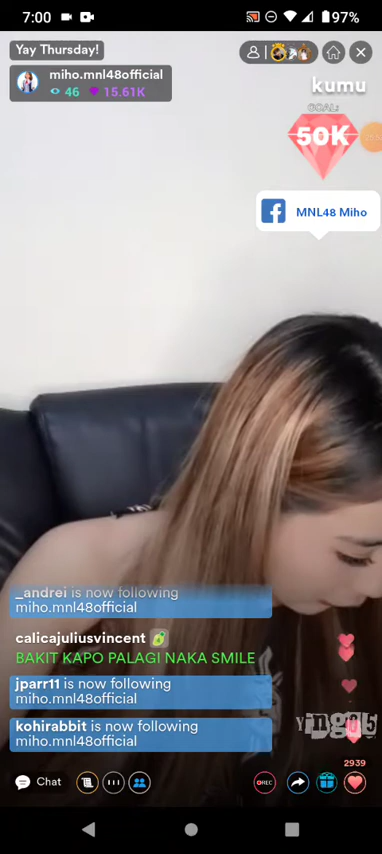 7:00
97%
Yay Thursday!
miho.mnl48official
46 15.61K
kumu
GOAL:
50K
MNL48 Miho
_andrei is now following
miho.mnl48official
calicajuliusvincent
BAKIT KAPO PALAGI NAKA SMILE
jparr11 is now following
miho.mnl48official
kohirabbit is now following
miho.mnl48official
2939
Chat
REC